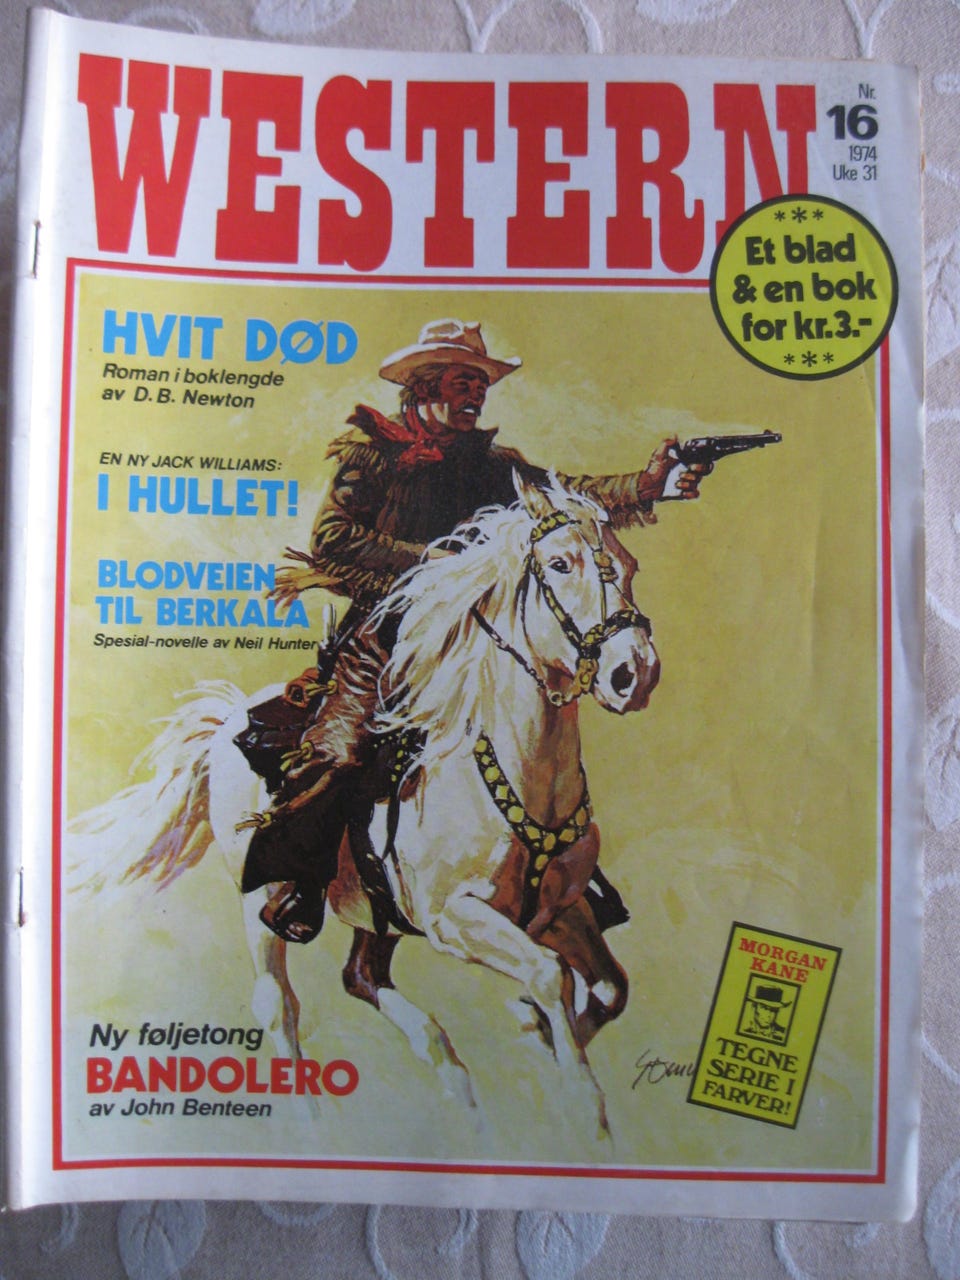 WESTERN
Nr.
16
1974
Uke 31
***
Et blad
& en bok
for kr.3.-
***
HVIT DØD
Roman i boklengde
av D.B. Newton
EN NY JACK WILLIAMS:
I HULLET!
BLODVEIEN
TIL BERKALA
Spesial-novelle av Neil Hunter
Ny føljetong
BANDOLERO
av John Benteen
MORGAN
KANE
TEGNE
SERIE I
FARVER!